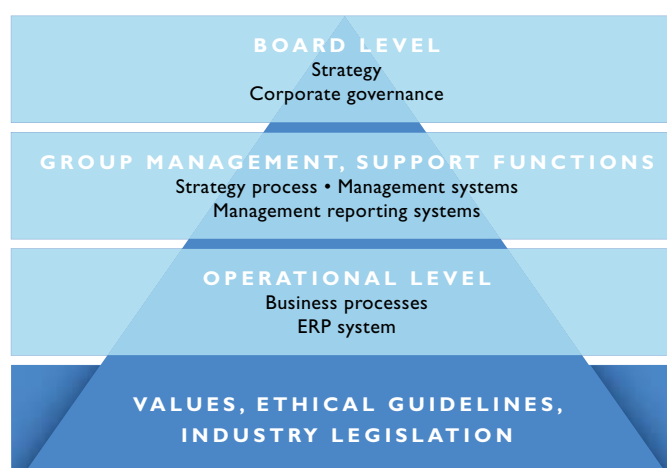 BOARD LEVEL
Strategy
Corporate governance
GROUP MANAGEMENT, SUPPORT FUNCTIONS
Strategy process • Management systems
Management reporting systems
OPERATIONAL LEVEL
Business processes
ERP system
VALUES, ETHICAL GUIDELINES,
INDUSTRY LEGISLATION